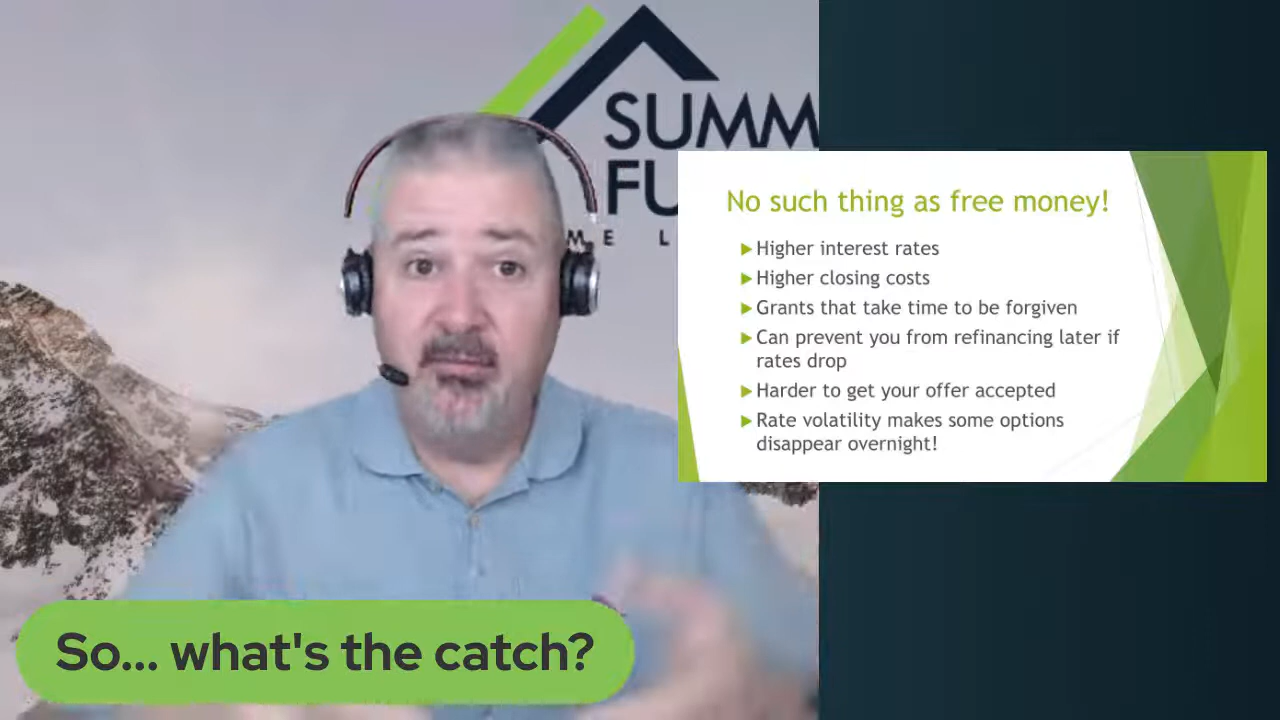 SUMM
FU
ME L
No such thing as free money!
Higher interest rates
Higher closing costs
Grants that take time to be forgiven
Can prevent you from refinancing later if
rates drop
Harder to get your offer accepted
Rate volatility makes some options
disappear overnight!
So... what's the catch?